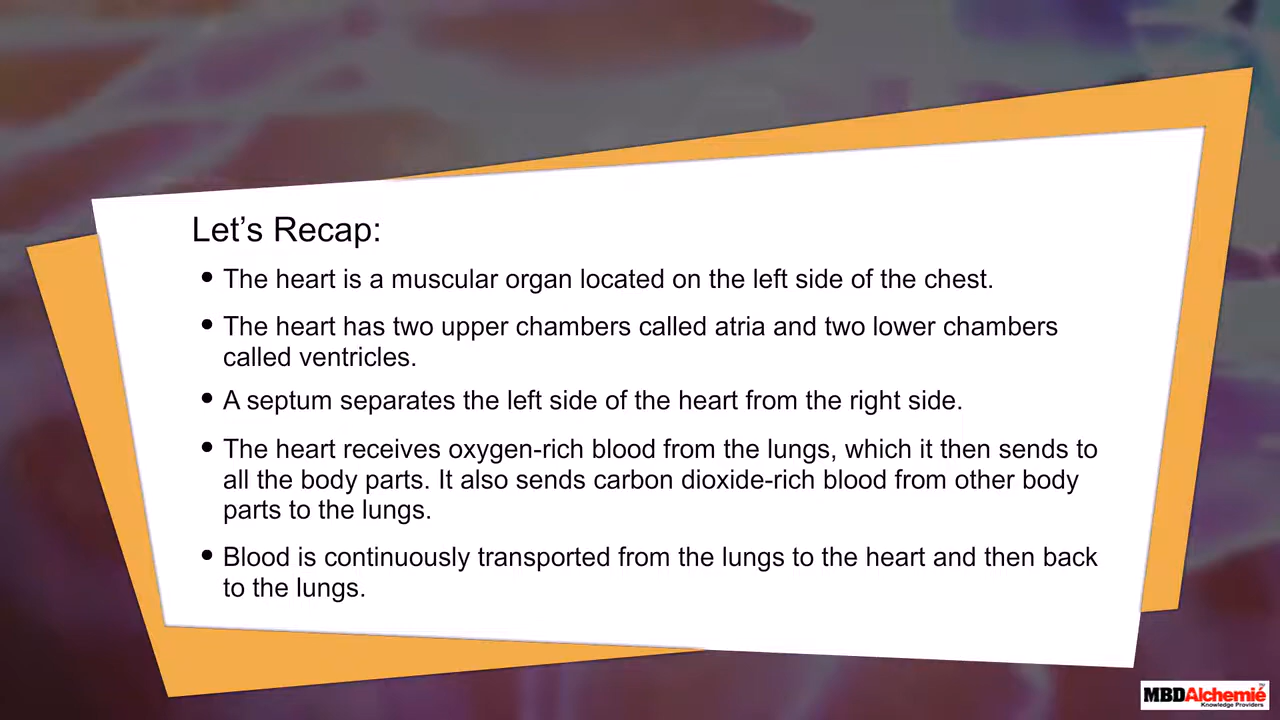 Let’s Recap:
• The heart is a muscular organ located on the left side of the chest.
• The heart has two upper chambers called atria and two lower chambers
called ventricles.
• A septum separates the left side of the heart from the right side.
• The heart receives oxygen-rich blood from the lungs, which it then sends to
all the body parts. It also sends carbon dioxide-rich blood from other body
parts to the lungs.
• Blood is continuously transported from the lungs to the heart and then back
to the lungs.
MBDAlchemié
Knowledge Providers